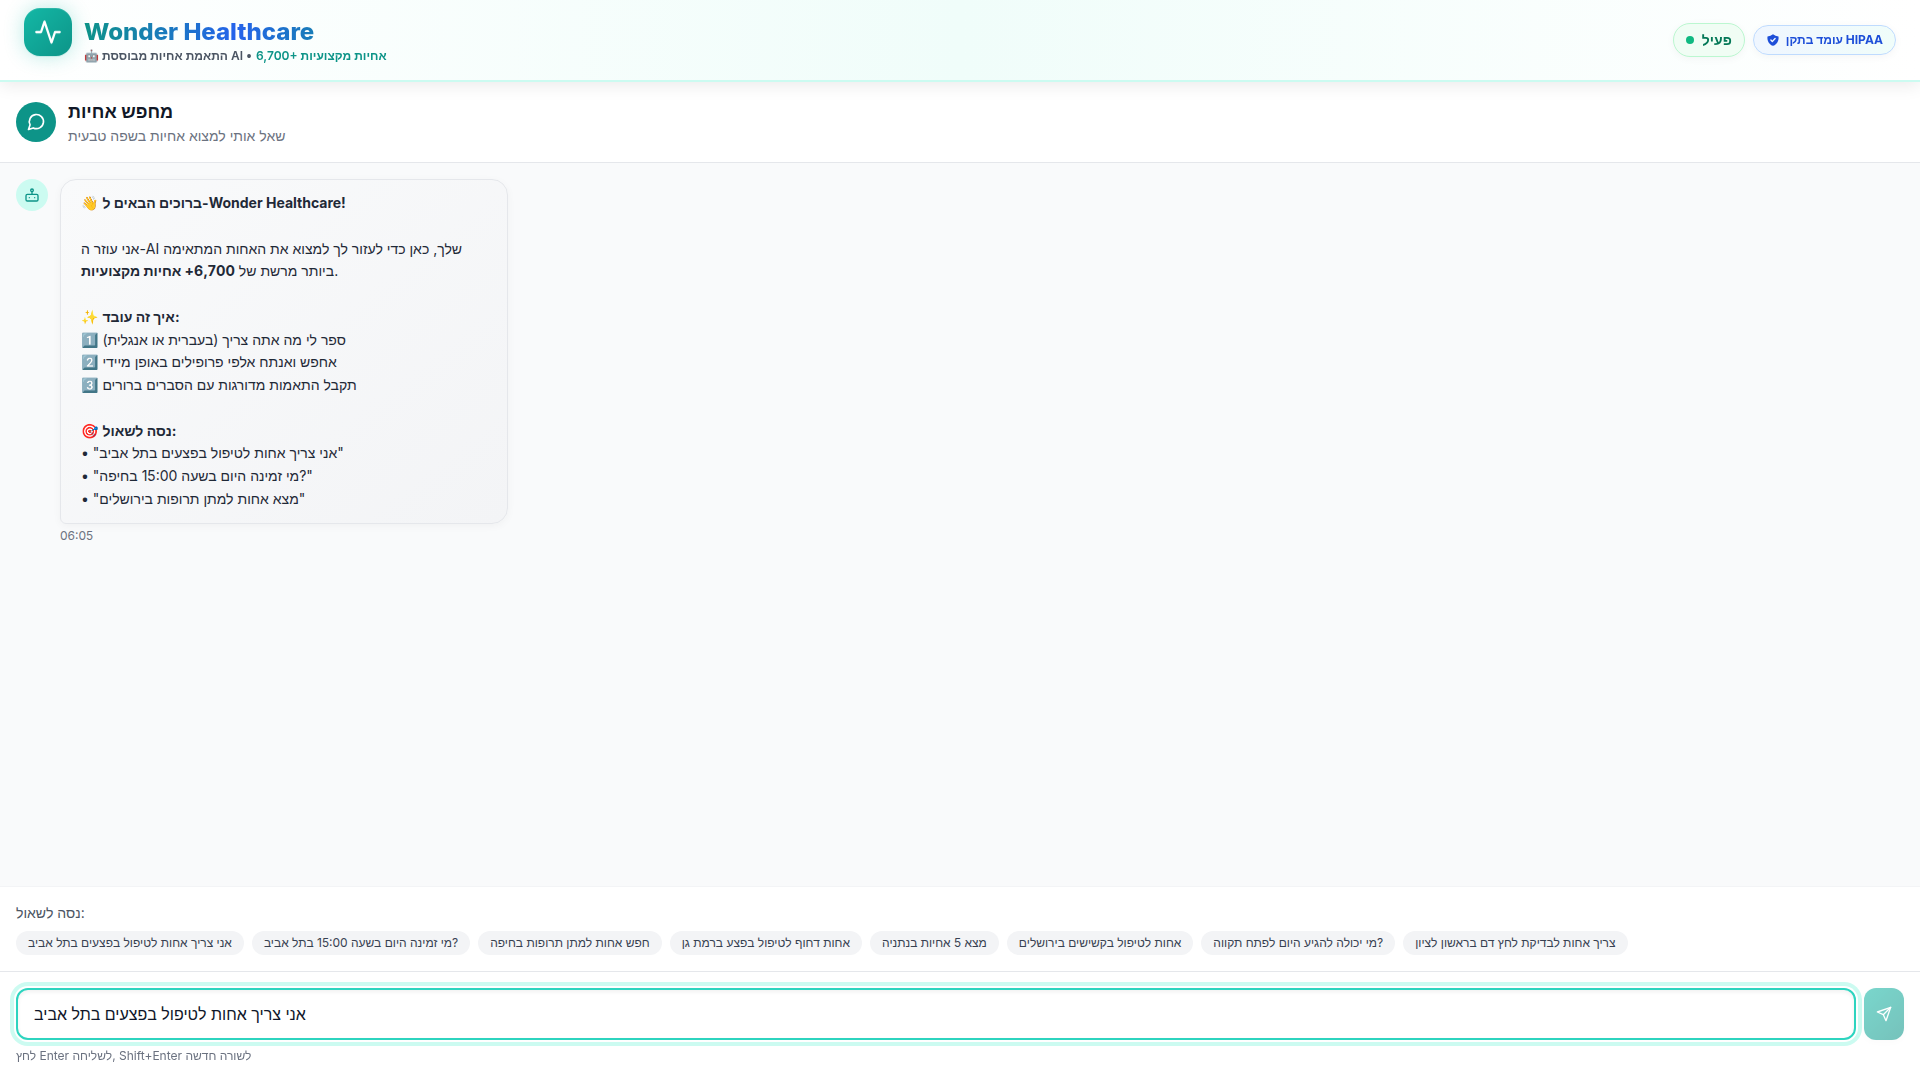 Wonder Healthcare
🤖 התאמת אחיות מבוססת AI • 6,700+ אחיות מקצועיות
פעיל
עומד בתקן HIPAA
מחפש אחיות
שאל אותי למצוא אחיות בשפה טבעית
👋 ברוכים הבאים ל-Wonder Healthcare!
אני עוזר ה-AI שלך, כאן כדי לעזור לך למצוא את האחות המתאימה
ביותר מרשת של 6,700+ אחיות מקצועיות.
✨ איך זה עובד:
1️⃣ ספר לי מה אתה צריך (בעברית או אנגלית)
2️⃣ אחפש ואנתח אלפי פרופילים באופן מיידי
3️⃣ תקבל התאמות מדורגות עם הסברים ברורים
🎯 נסה לשאול:
• "אני צריך אחות לטיפול בפצעים בתל אביב"
• "מי זמינה היום בשעה 15:00 בחיפה?"
• "מצא אחות למתן תרופות בירושלים"
06:05
נסה לשאול:
אני צריך אחות לטיפול בפצעים בתל אביב
מי זמינה היום בשעה 15:00 בתל אביב?
חפש אחות למתן תרופות בחיפה
אחות דחוף לטיפול בפצע ברמת גן
מצא 5 אחיות בנתניה
אחות לטיפול בקשישים בירושלים
מי יכולה להגיע היום לפתח תקווה?
צריך אחות לבדיקת לחץ דם בראשון לציון
אני צריך אחות לטיפול בפצעים בתל אביב
לחץ Enter לשליחה, Shift+Enter לשורה חדשה